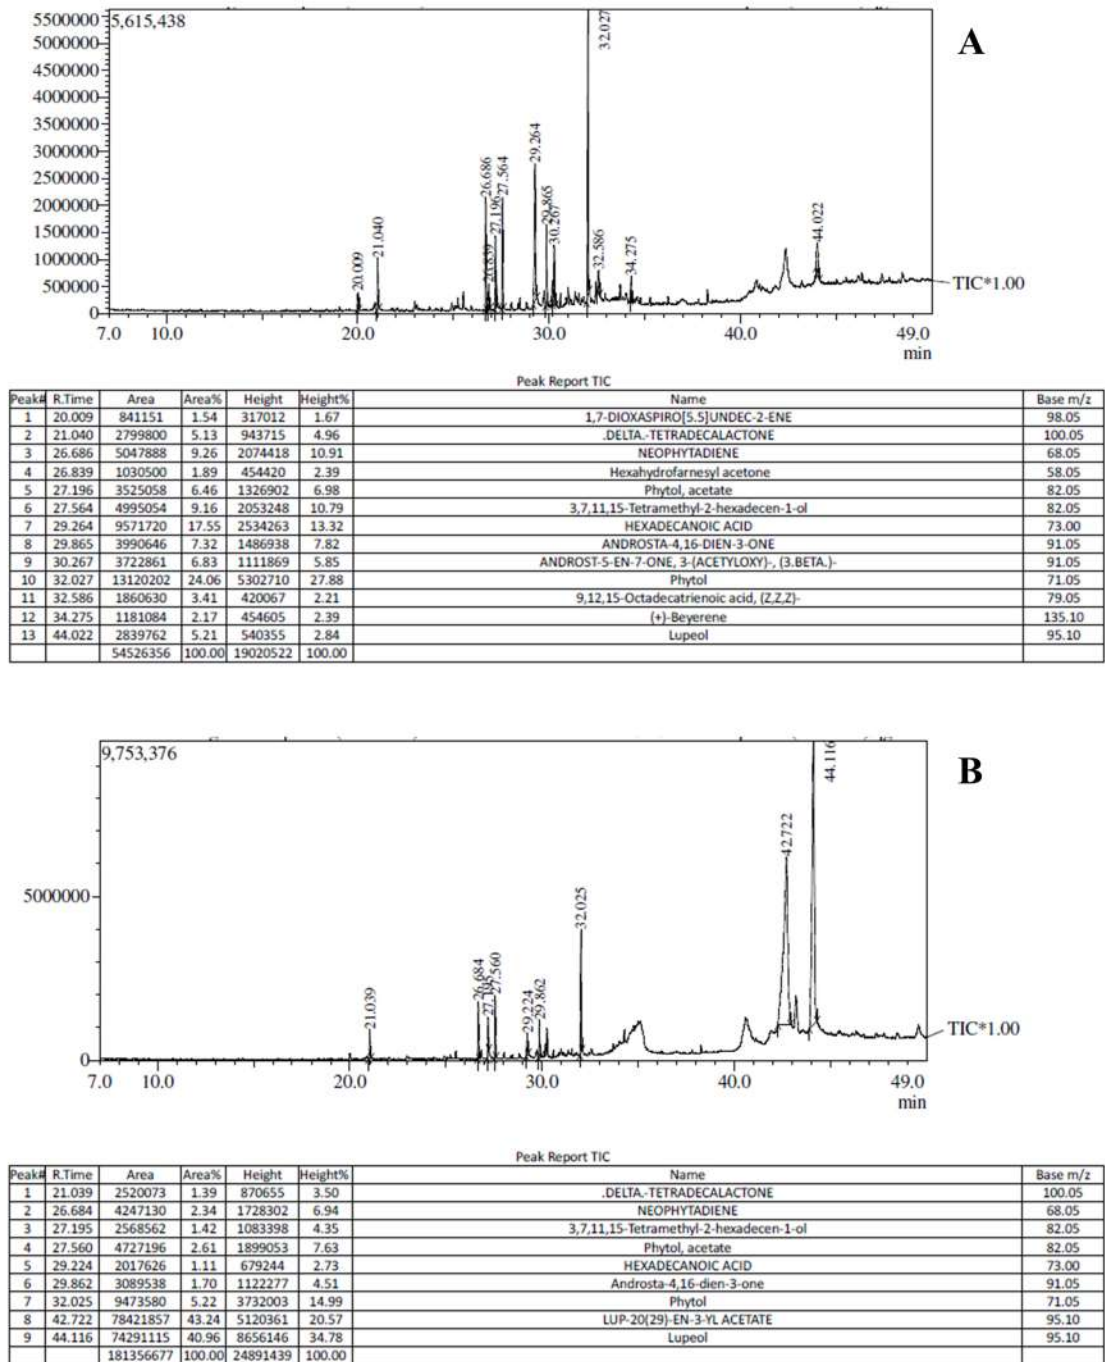 5,615,438
A
5500000
5000000
4500000
4000000
3500000
3000000
2500000
2000000
1500000
1000000
500000
0
20.009
21.040
26.686
26.839
27.196
27.564
29.264
29.865
30.267
32.027
32.586
34.275
44.022
TIC*1.00
7.0 10.0 20.0 30.0 40.0 49.0
min
Peak Report TIC
Peak# R.Time Area Area% Height Height% Name Base m/z
1 20.009 841151 1.54 317012 1.67 1,7-DIOXASPIRO[5.5]UNDEC-2-ENE 98.05
2 21.040 2799800 5.13 943715 4.96 .DELTA.-TETRADECALACTONE 100.05
3 26.686 5047888 9.26 2074418 10.91 NEOPHYTADIENE 68.05
4 26.839 1030500 1.89 454420 2.39 Hexahydrofarnesyl acetone 58.05
5 27.196 3525058 6.46 1326902 6.98 Phytol, acetate 82.05
6 27.564 4995054 9.16 2053248 10.79 3,7,11,15-Tetramethyl-2-hexadecen-1-ol 82.05
7 29.264 9571720 17.55 2534263 13.32 HEXADECANOIC ACID 73.00
8 29.865 3990646 7.32 1486938 7.82 ANDROSTA-4,16-DIEN-3-ONE 91.05
9 30.267 3722861 6.83 1111869 5.85 ANDROST-5-EN-7-ONE, 3-(ACETYLOXY)-, (3.BETA.)- 91.05
10 32.027 13120202 24.06 5302710 27.88 Phytol 71.05
11 32.586 1860630 3.41 420067 2.21 9,12,15-Octadecatrienoic acid, (Z,Z,Z)- 79.05
12 34.275 1181084 2.17 454605 2.39 (+)-Beyerene 135.10
13 44.022 2839762 5.21 540355 2.84 Lupeol 95.10
54526356 100.00 19020522 100.00
9,753,376
B
5000000
0
21.039
26.684
27.195
27.560
29.224
29.862
32.025
42.722
44.116
TIC*1.00
7.0 10.0 20.0 30.0 40.0 49.0
min
Peak Report TIC
Peak# R.Time Area Area% Height Height% Name Base m/z
1 21.039 2520073 1.39 870655 3.50 .DELTA.-TETRADECALACTONE 100.05
2 26.684 4247130 2.34 1728302 6.94 NEOPHYTADIENE 68.05
3 27.195 2568562 1.42 1083398 4.35 3,7,11,15-Tetramethyl-2-hexadecen-1-ol 82.05
4 27.560 4727196 2.61 1899053 7.63 Phytol, acetate 82.05
5 29.224 2017626 1.11 679244 2.73 HEXADECANOIC ACID 73.00
6 29.862 3089538 1.70 1122277 4.51 Androsta-4,16-dien-3-one 91.05
7 32.025 9473580 5.22 3732003 14.99 Phytol 71.05
8 42.722 78421857 43.24 5120361 20.57 LUP-20(29)-EN-3-YL ACETATE 95.10
9 44.116 74291115 40.96 8656146 34.78 Lupeol 95.10
181356677 100.00 24891439 100.00